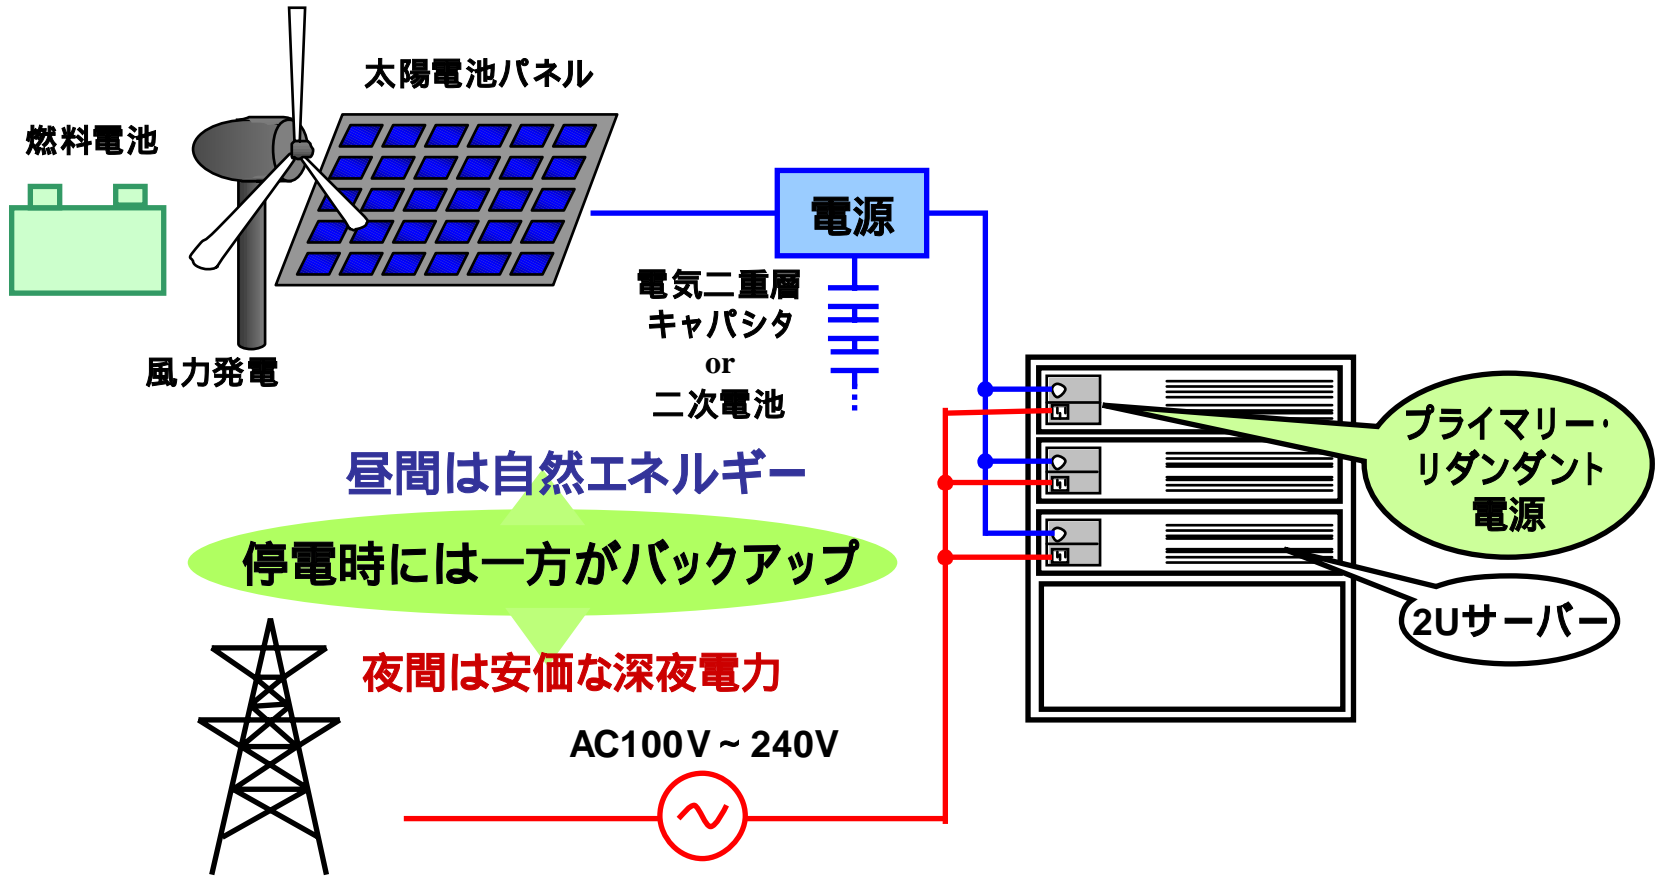 太陽電池パネル
燃料電池
風力発電
電源
電気二重層
キャパシタ
or
二次電池
昼間は自然エネルギー
停電時には一方がバックアップ
夜間は安価な深夜電力
AC100V～240V
プライマリー・
リダンダント
電源
2Uサーバー